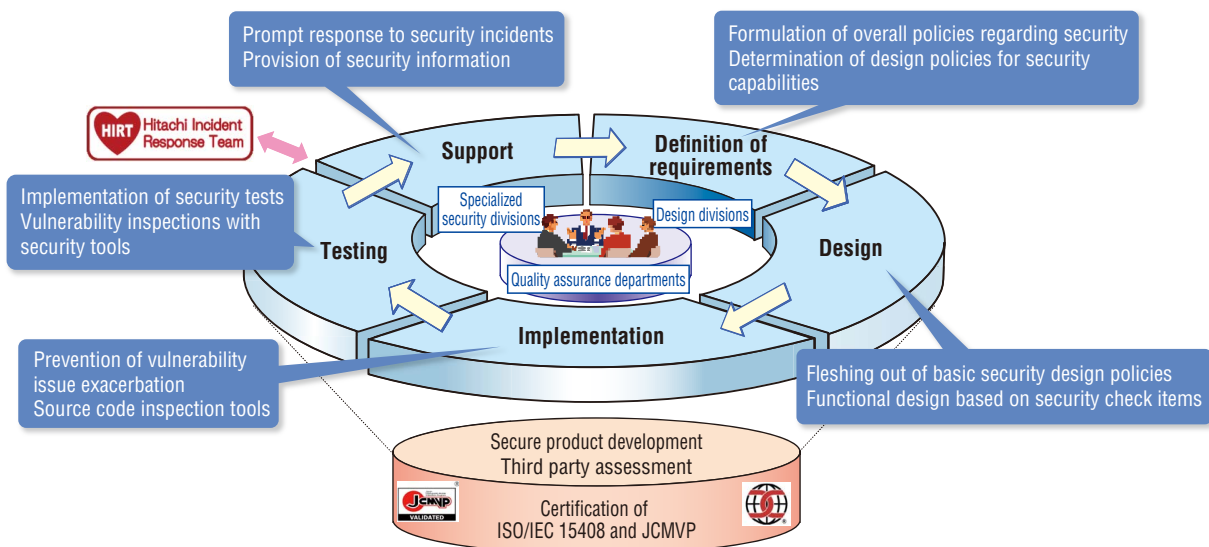 Prompt response to security incidents
Provision of security information
Formulation of overall policies regarding security
Determination of design policies for security
capabilities
HIRT
Hitachi Incident
Response Team
Support
Definition of
requirements
Implementation of security tests
Vulnerability inspections with
security tools
Specialized
security divisions
Design divisions
Testing
Design
Quality assurance departments
Implementation
Prevention of vulnerability
issue exacerbation
Source code inspection tools
Fleshing out of basic security design policies
Functional design based on security check items
Secure product development
Third party assessment
JCMVP
VALIDATED
®
Certification of
ISO/IEC 15408 and JCMVP